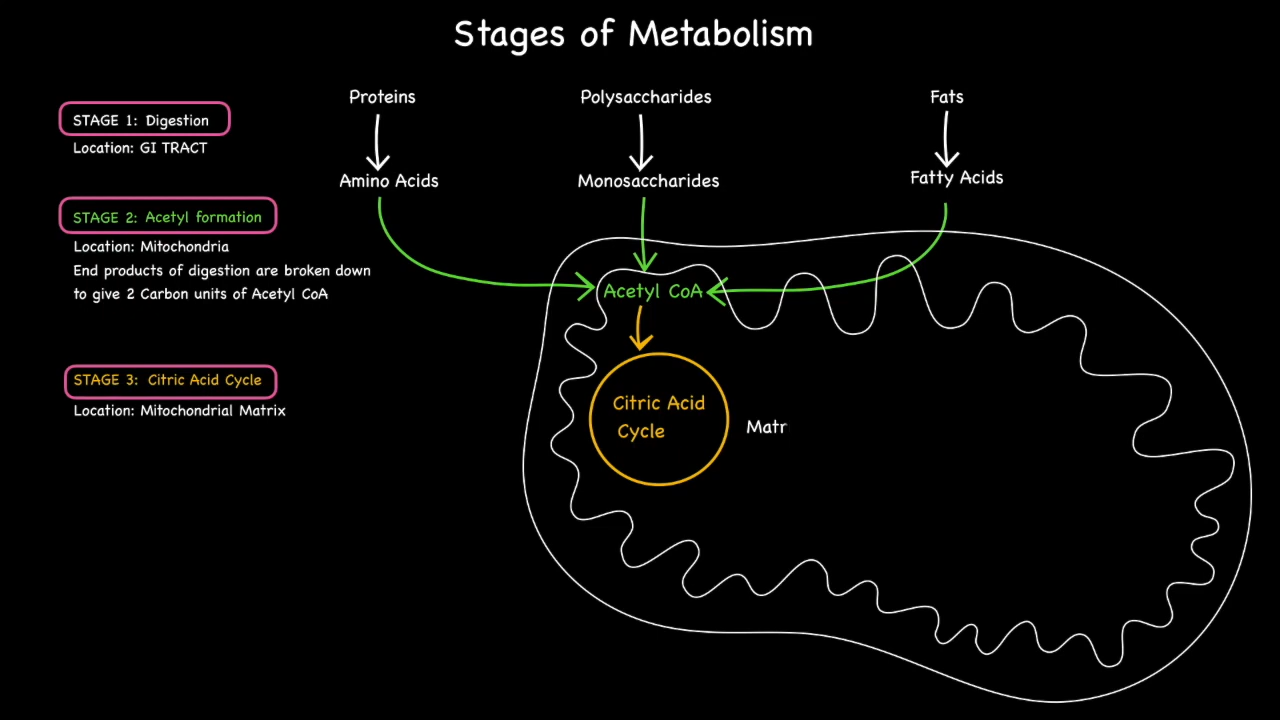 Stages of Metabolism
Proteins
Polysaccharides
Fats
STAGE 1: Digestion
Location: GI TRACT
Amino Acids
Monosaccharides
Fatty Acids
STAGE 2: Acetyl formation
Location: Mitochondria
End products of digestion are broken down
to give 2 Carbon units of Acetyl CoA
Acetyl CoA
STAGE 3: Citric Acid Cycle
Location: Mitochondrial Matrix
Citric Acid
Cycle
Matr